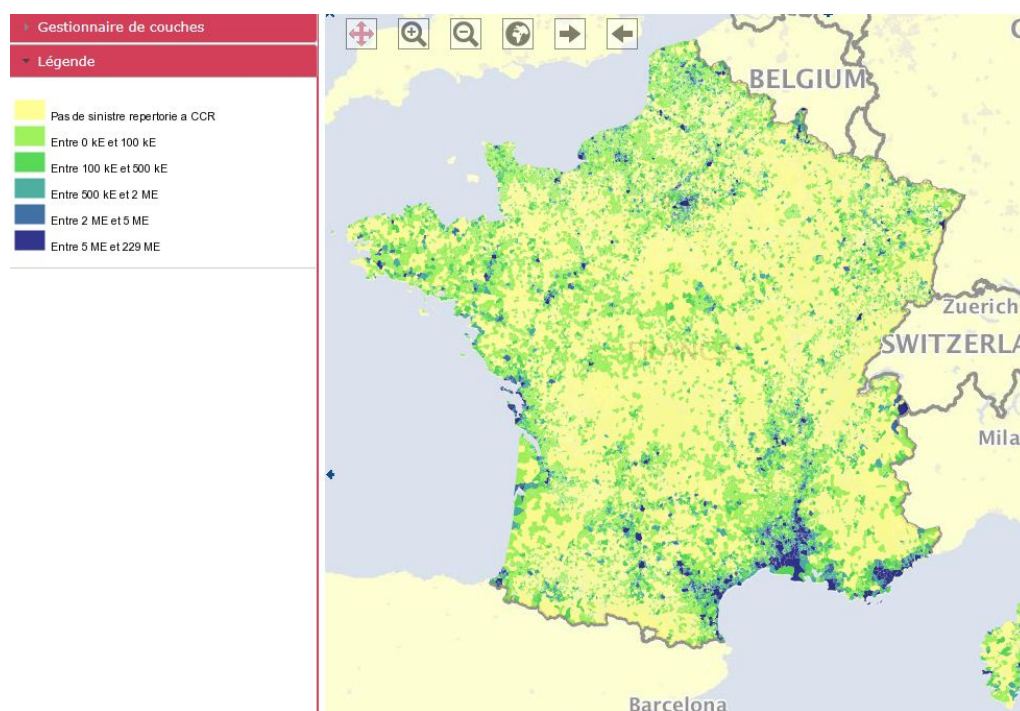 Gestionnaire de couches
Légende
Pas de sinistre repertorie a CCR
Entre 0 kE et 100 kE
Entre 100 kE et 500 kE
Entre 500 kE et 2 ME
Entre 2 ME et 5 ME
Entre 5 ME et 229 ME
BELGIUM
Zuerich
SWITZERLA
FRANCE
Mila
Barcelona